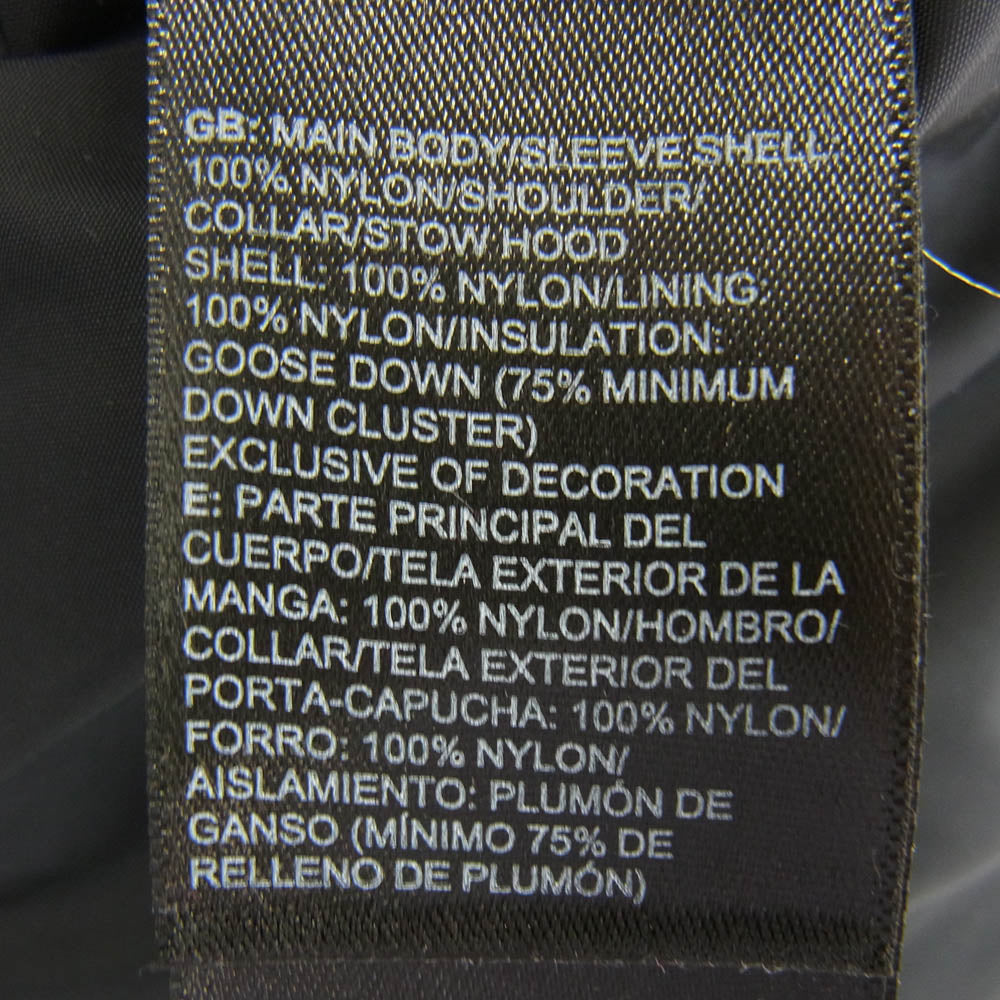 GB: MAIN BODY/SLEEVE SHELL:
100% NYLON/SHOULDER/
COLLAR/STOW HOOD
SHELL: 100% NYLON/LINING:
100% NYLON/INSULATION:
GOOSE DOWN (75% MINIMUM
DOWN CLUSTER)
EXCLUSIVE OF DECORATION
E: PARTE PRINCIPAL DEL
CUERPO/TELA EXTERIOR DE LA
MANGA: 100% NYLON/HOMBRO/
COLLAR/TELA EXTERIOR DEL
PORTA-CAPUCHA: 100% NYLON/
FORRO: 100% NYLON/
AISLAMIENTO: PLUMÓN DE
GANSO (MÍNIMO 75% DE
RELLENO DE PLUMÓN)